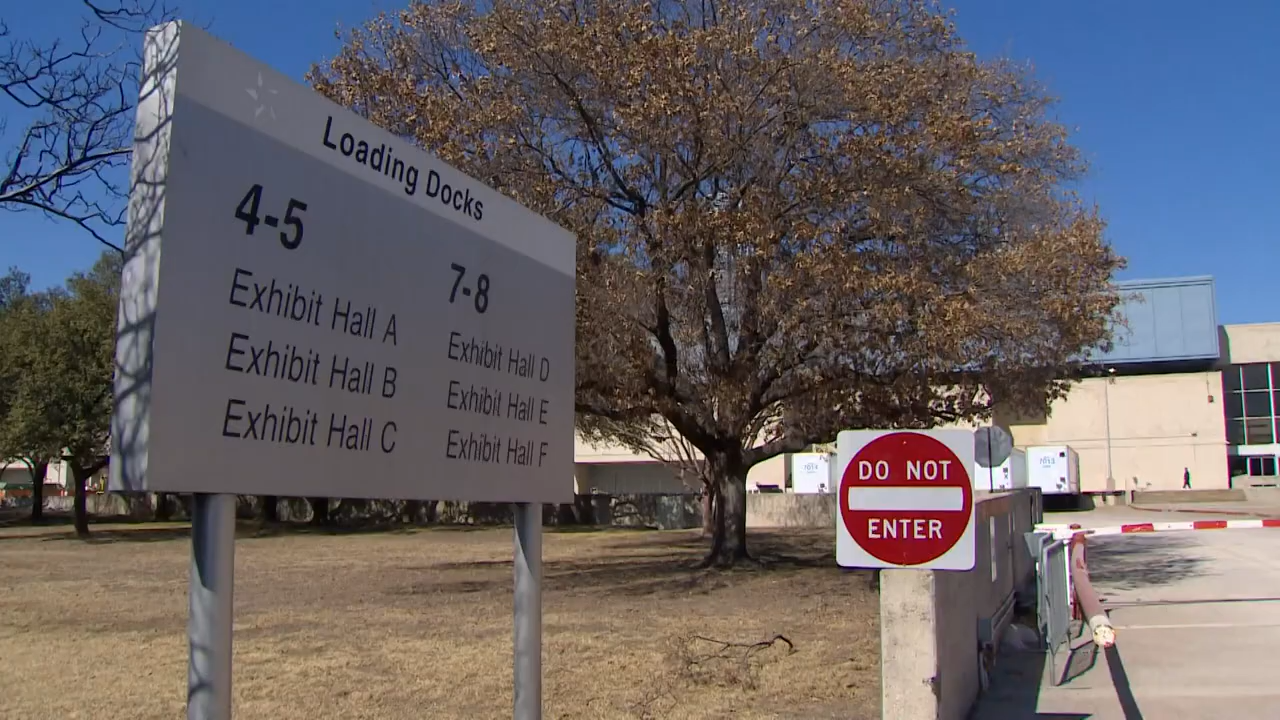 Loading Docks
4-5
Exhibit Hall A
Exhibit Hall B
Exhibit Hall C
7-8
Exhibit Hall D
Exhibit Hall E
Exhibit Hall F
DO NOT
ENTER